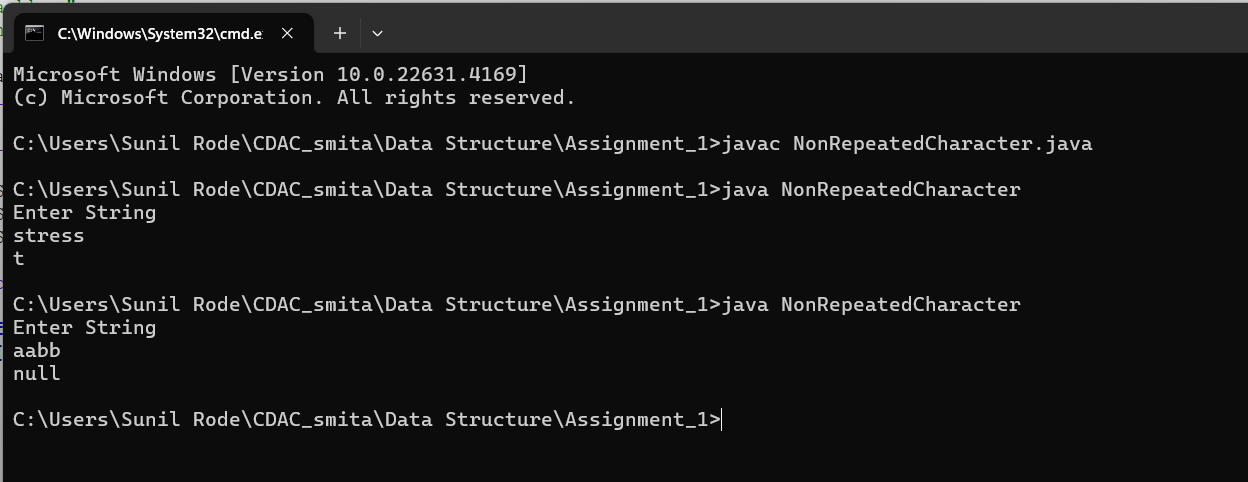 C:\Windows\System32\cmd.e
Microsoft Windows [Version 10.0.22631.4169]
(c) Microsoft Corporation. All rights reserved.
C:\Users\Sunil Rode\CDAC_smita\Data Structure\Assignment_1>javac NonRepeatedCharacter.java
C:\Users\Sunil Rode\CDAC_smita\Data Structure\Assignment_1>java NonRepeatedCharacter
Enter String
stress
t
C:\Users\Sunil Rode\CDAC_smita\Data Structure\Assignment_1>java NonRepeatedCharacter
Enter String
aabb
null
C:\Users\Sunil Rode\CDAC_smita\Data Structure\Assignment_1>